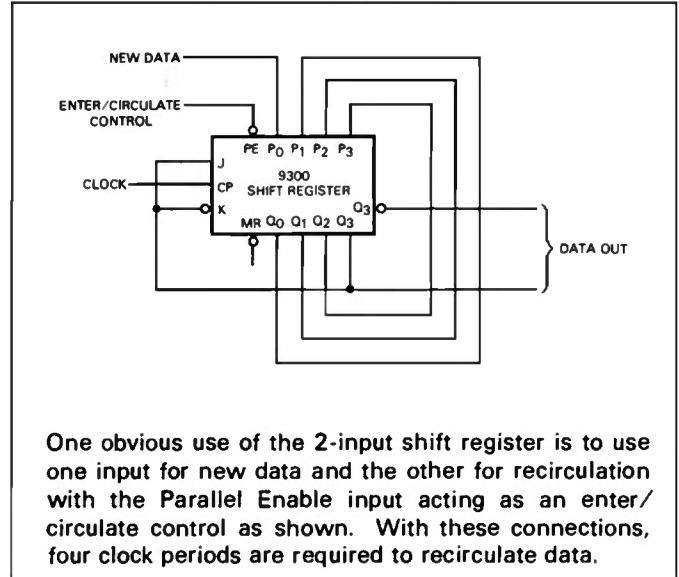 NEW DATA
ENTER/CIRCULATE
CONTROL
PE P0 P1 P2 P3
J
9300
CLOCK
CP
SHIFT REGISTER
Q3
K
MR Q0 Q1 Q2 Q3
DATA OUT
One obvious use of the 2-input shift register is to use
one input for new data and the other for recirculation
with the Parallel Enable input acting as an enter/
circulate control as shown. With these connections,
four clock periods are required to recirculate data.